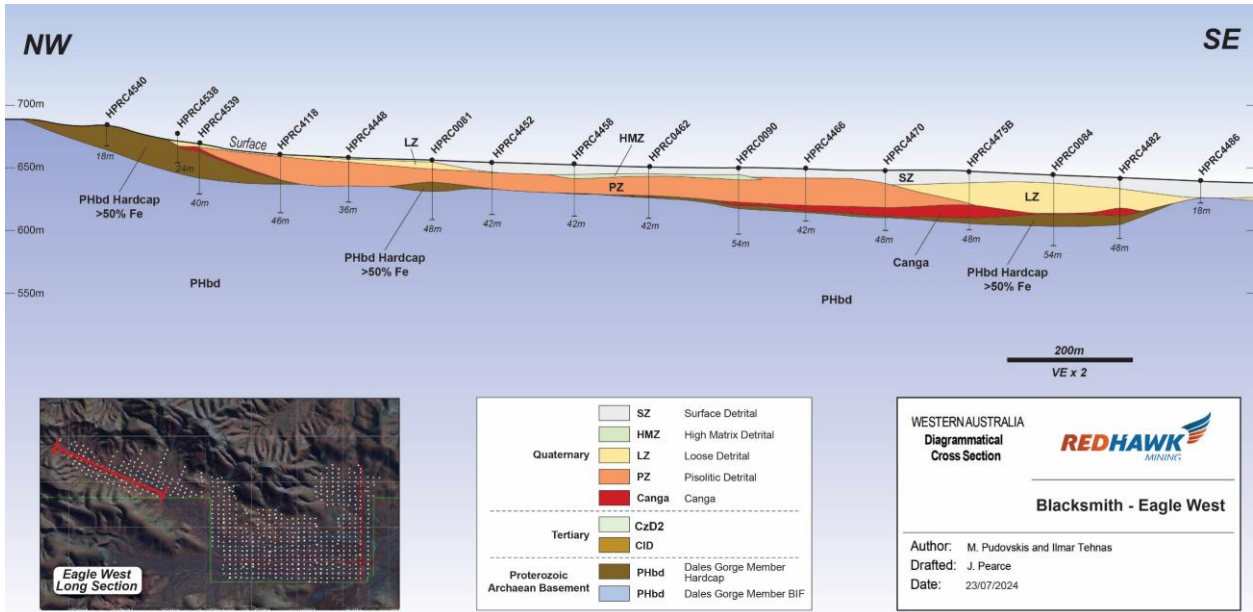 NW
SE
HPRC4540
HPRC4538
HPRC4539
HPRC4118
HPRC4448
HPRC0081
HPRC4452
HPRC4458
HPRC0462
HPRC0090
HPRC4466
HPRC4470
HPRC4475B
HPRC0084
HPRC4482
HPRC4486
700m
650m
600m
550m
Surface
LZ
HMZ
PZ
SZ
LZ
18m
24m
40m
46m
36m
48m
42m
42m
42m
54m
42m
48m
48m
54m
48m
18m
PHbd Hardcap
>50% Fe
PHbd Hardcap
>50% Fe
Canga
PHbd Hardcap
>50% Fe
PHbd
PHbd
200m
VE x 2
Eagle West
Long Section
Quaternary
SZ Surface Detrital
HMZ High Matrix Detrital
LZ Loose Detrital
PZ Pisolitic Detrital
Canga Canga
Tertiary
CzD2
CID
Proterozoic
Archaean Basement
PHbd Dales Gorge Member
Hardcap
PHbd Dales Gorge Member BIF
WESTERN AUSTRALIA
Diagrammatical
Cross Section
REDHAWK
MINING
Blacksmith - Eagle West
Author: M. Pudovskis and Ilmar Tehnas
Drafted: J. Pearce
Date: 23/07/2024